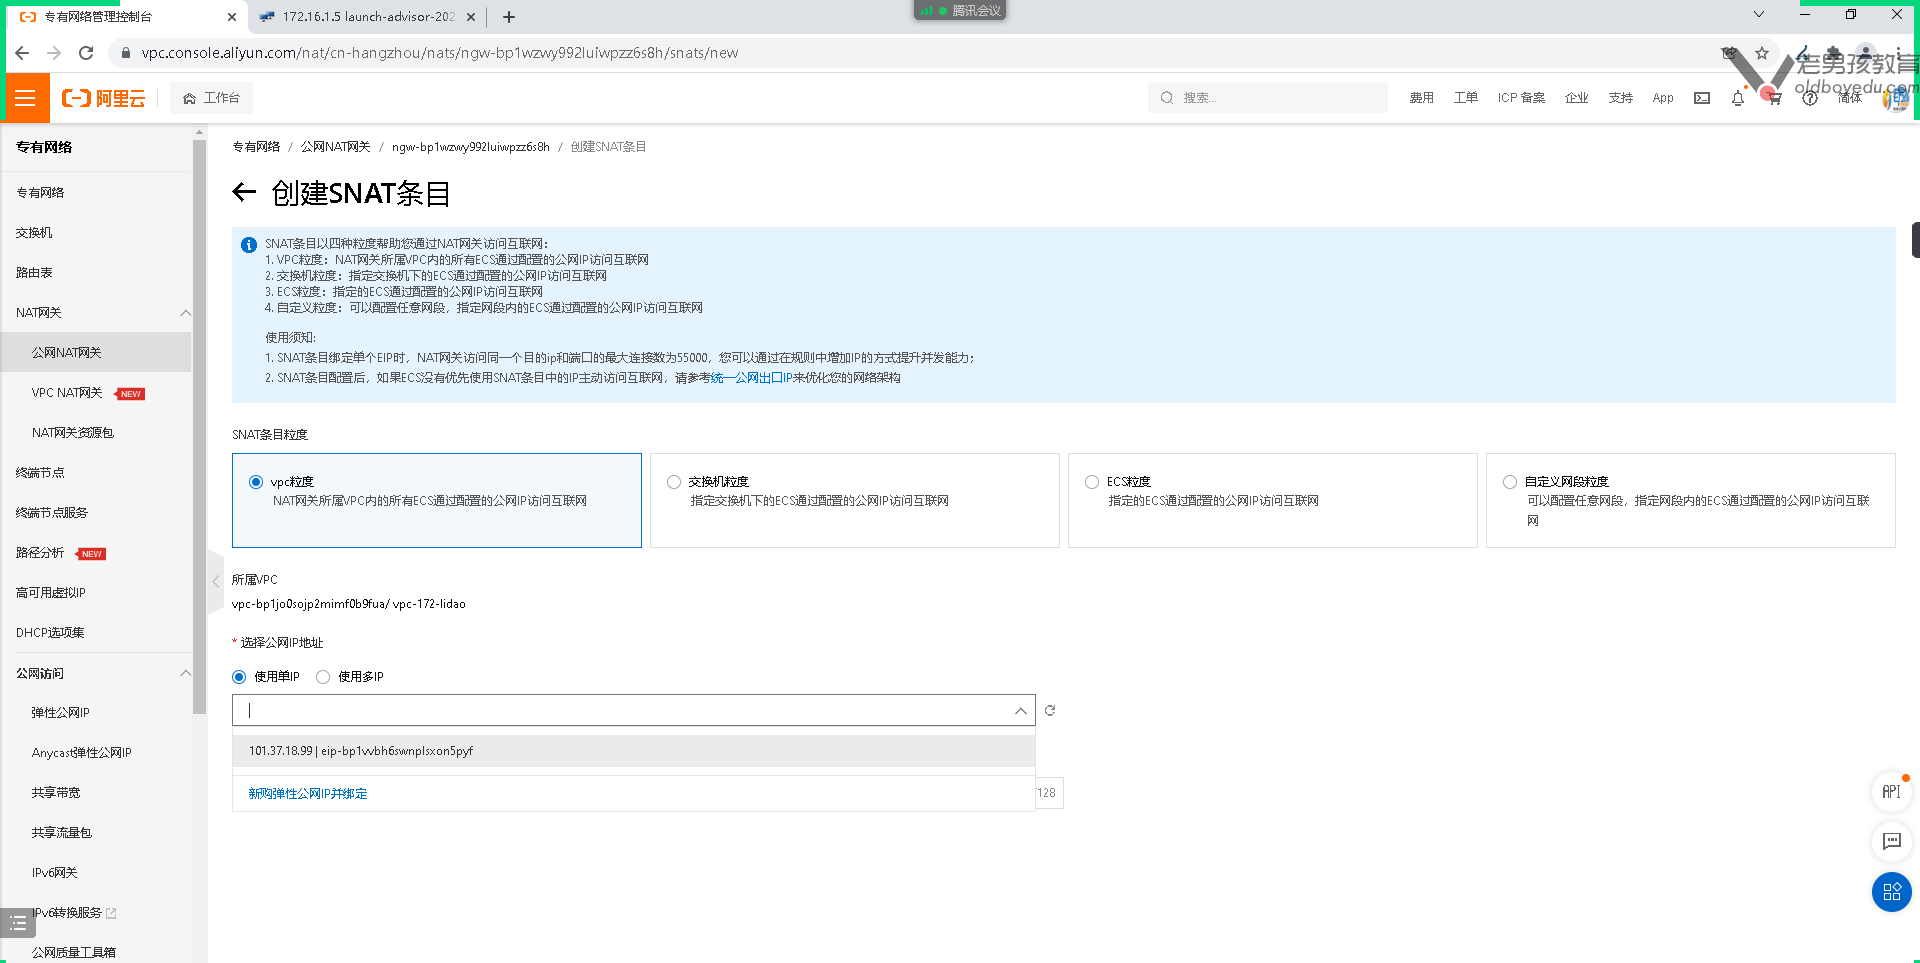 专有网络管理控制台
172.16.1.5 launch-advisor-202
腾讯会议
vpc.console.aliyun.com/nat/cn-hangzhou/nats/ngw-bp1wzwy992luiwpzz6s8h/snats/new
老男孩教育
oldboyedu.com
阿里云
工作台
搜索...
费用
工单
ICP 备案
企业
支持
App
简体
专有网络
专有网络
交换机
路由表
NAT网关
公网NAT网关
VPC NAT网关 NEW
NAT网关资源包
终端节点
终端节点服务
路径分析 NEW
高可用虚拟IP
DHCP选项集
公网访问
弹性公网IP
Anycast弹性公网IP
共享带宽
共享流量包
IPv6网关
IPv6转换服务
公网质量工具箱
专有网络 / 公网NAT网关 / ngw-bp1wzwy992luiwpzz6s8h / 创建SNAT条目
创建SNAT条目
SNAT条目以四种粒度帮助您通过NAT网关访问互联网：
1. VPC粒度：NAT网关所属VPC内的所有ECS通过配置的公网IP访问互联网
2. 交换机粒度：指定交换机下的ECS通过配置的公网IP访问互联网
3. ECS粒度：指定的ECS通过配置的公网IP访问互联网
4. 自定义粒度：可以配置任意网段，指定网段内的ECS通过配置的公网IP访问互联网
使用须知:
1. SNAT条目绑定单个EIP时，NAT网关访问同一个目的ip和端口的最大连接数为55000，您可以通过在规则中增加IP的方式提升并发能力；
2. SNAT条目配置后，如果ECS没有优先使用SNAT条目中的IP主动访问互联网，请参考统一公网出口IP来优化您的网络架构
SNAT条目粒度
vpc粒度
NAT网关所属VPC内的所有ECS通过配置的公网IP访问互联网
交换机粒度
指定交换机下的ECS通过配置的公网IP访问互联网
ECS粒度
指定的ECS通过配置的公网IP访问互联网
自定义网段粒度
可以配置任意网段，指定网段内的ECS通过配置的公网IP访问互联
网
所属VPC
vpc-bp1jo0sojp2mimf0b9fua/ vpc-172-lidao
* 选择公网IP地址
使用单IP
使用多IP
101.37.18.99 | eip-bp1vvbh6swnplsxon5pyf
新购弹性公网IP并绑定
/128
API